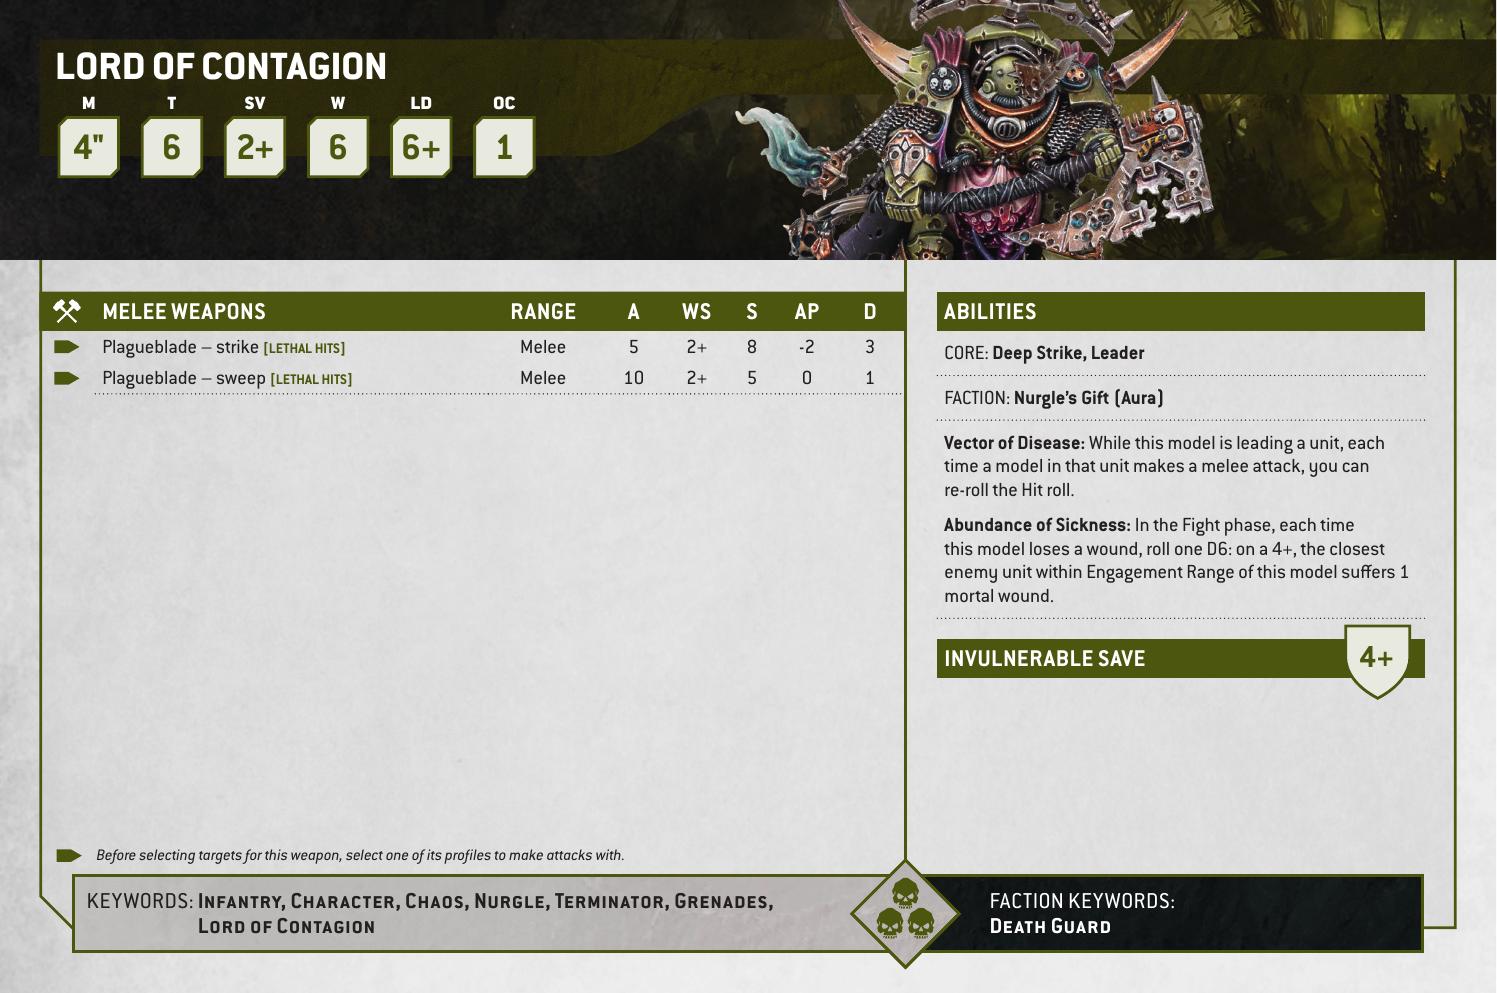 LORD OF CONTAGION
M T SV W LD OC
4" 6 2+ 6 6+ 1
MELEE WEAPONS RANGE A WS S AP D
Plagueblade – strike [LETHAL HITS] Melee 5 2+ 8 -2 3
Plagueblade – sweep [LETHAL HITS] Melee 10 2+ 5 0 1
Before selecting targets for this weapon, select one of its profiles to make attacks with.
ABILITIES
CORE: Deep Strike, Leader
FACTION: Nurgle’s Gift (Aura)
Vector of Disease: While this model is leading a unit, each
time a model in that unit makes a melee attack, you can
re-roll the Hit roll.
Abundance of Sickness: In the Fight phase, each time
this model loses a wound, roll one D6: on a 4+, the closest
enemy unit within Engagement Range of this model suffers 1
mortal wound.
INVULNERABLE SAVE 4+
KEYWORDS: Infantry, Character, Chaos, Nurgle, Terminator, Grenades,
Lord of Contagion
FACTION KEYWORDS:
Death Guard